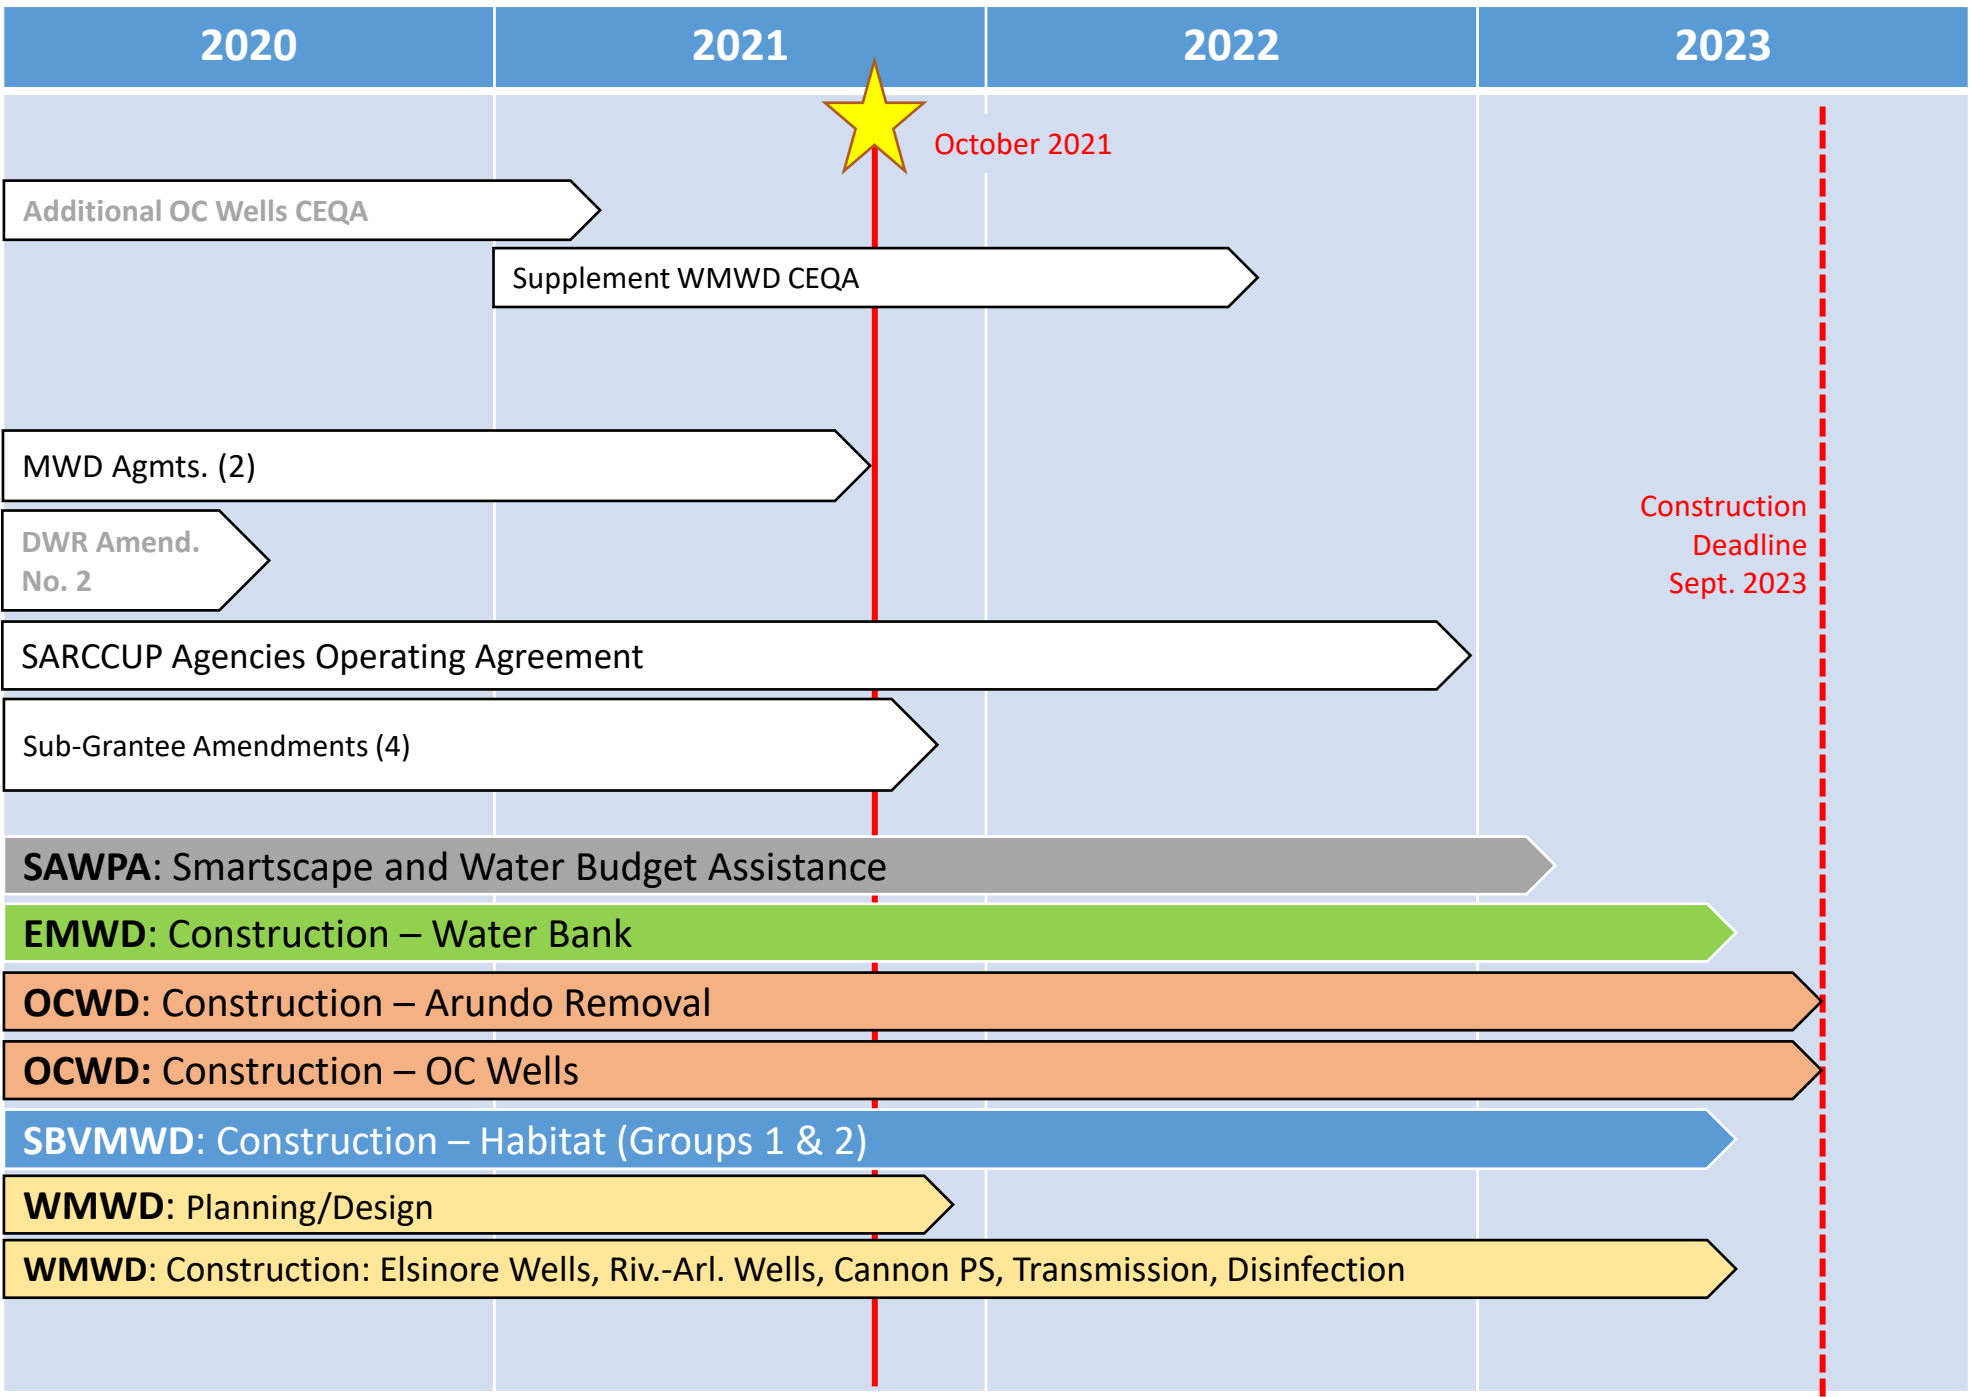 2020 2021 2022 2023
October 2021
Additional OC Wells CEQA
Supplement WMWD CEQA
MWD Agmts. (2)
Construction
Deadline
Sept. 2023
DWR Amend.
No. 2
SARCCUP Agencies Operating Agreement
Sub-Grantee Amendments (4)
SAWPA: Smartscape and Water Budget Assistance
EMWD: Construction – Water Bank
OCWD: Construction – Arundo Removal
OCWD: Construction – OC Wells
SBVMWD: Construction – Habitat (Groups 1 & 2)
WMWD: Planning/Design
WMWD: Construction: Elsinore Wells, Riv.-Arl. Wells, Cannon PS, Transmission, Disinfection